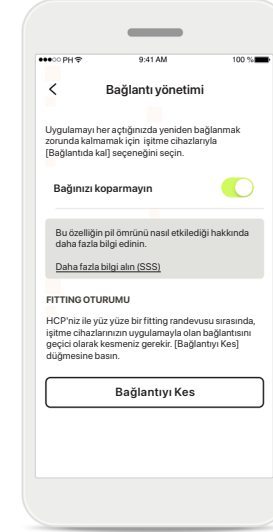 PH 9:41 AM 100 %
Bağlantı yönetimi
Uygulamayı her açtığınızda yeniden bağlanmak
zorunda kalmamak için işitme cihazlarıyla
[Bağlantıda kal] seçeneğini seçin.
Bağınızı koparmayın
Bu özelliğin pil ömrünü nasıl etkilediği hakkında
daha fazla bilgi edinin.
Daha fazla bilgi alın (SSS)
FITTING OTURUMU
HCP'niz ile yüz yüze bir fitting randevusu sırasında,
işitme cihazlarınızın uygulamayla olan bağlantısını
geçici olarak kesmeniz gerekir. [Bağlantıyı Kes]
düğmesine basın.
Bağlantıyı Kes